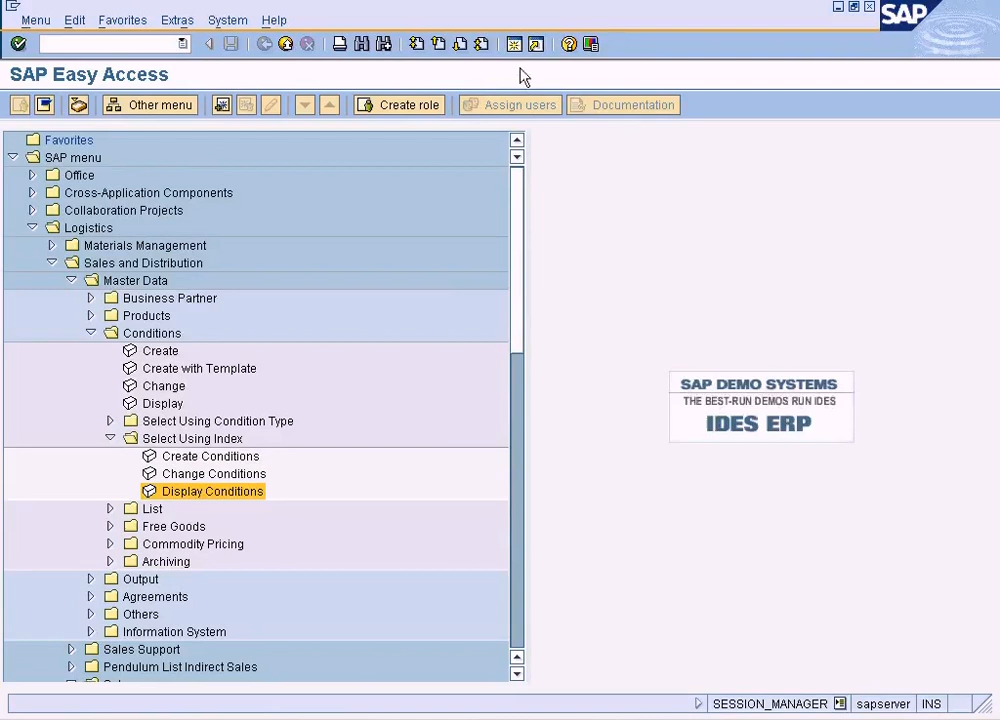 Menu Edit Favorites Extras System Help
SAP
SAP Easy Access
Other menu Create role Assign users Documentation
Favorites
SAP menu
Office
Cross-Application Components
Collaboration Projects
Logistics
Materials Management
Sales and Distribution
Master Data
Business Partner
Products
Conditions
Create
Create with Template
Change
Display
Select Using Condition Type
Select Using Index
Create Conditions
Change Conditions
Display Conditions
List
Free Goods
Commodity Pricing
Archiving
Output
Agreements
Others
Information System
Sales Support
Pendulum List Indirect Sales
SAP DEMO SYSTEMS
THE BEST-RUN DEMOS RUN IDES
IDES ERP
SESSION_MANAGER sapserver INS